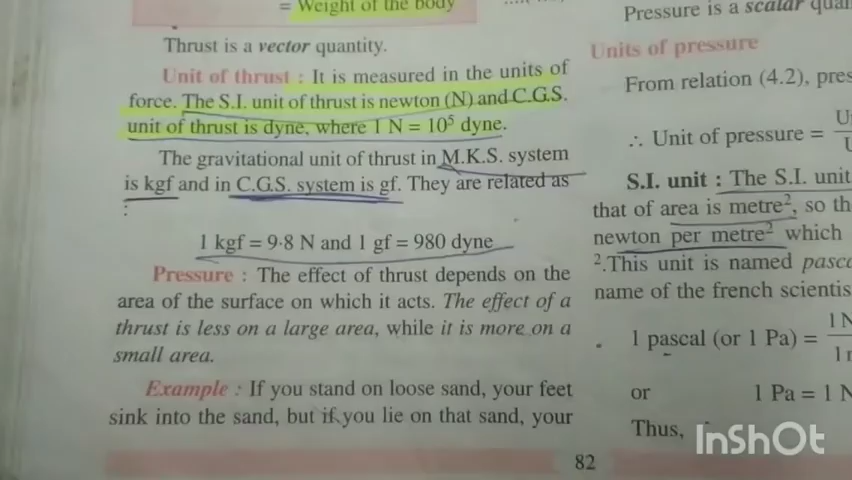 = Weight of the body
Thrust is a vector quantity.
Unit of thrust : It is measured in the units of
force. The S.I. unit of thrust is newton (N) and C.G.S.
unit of thrust is dyne, where 1 N = 10⁵ dyne.
The gravitational unit of thrust in M.K.S. system
is kgf and in C.G.S. system is gf. They are related as
:
1 kgf = 9·8 N and 1 gf = 980 dyne
Pressure : The effect of thrust depends on the
area of the surface on which it acts. The effect of a
thrust is less on a large area, while it is more on a
small area.
Example : If you stand on loose sand, your feet
sink into the sand, but if you lie on that sand, your
82
Pressure is a scalar
Units of pressure
From relation (4.2),
∴ Unit of pressure =
S.I. unit : The S.I. unit
that of area is metre², so
newton per metre² which
².This unit is named
name of the french
1 pascal (or 1 Pa) = 1 N
or 1 Pa = 1
Thus,
InShOt